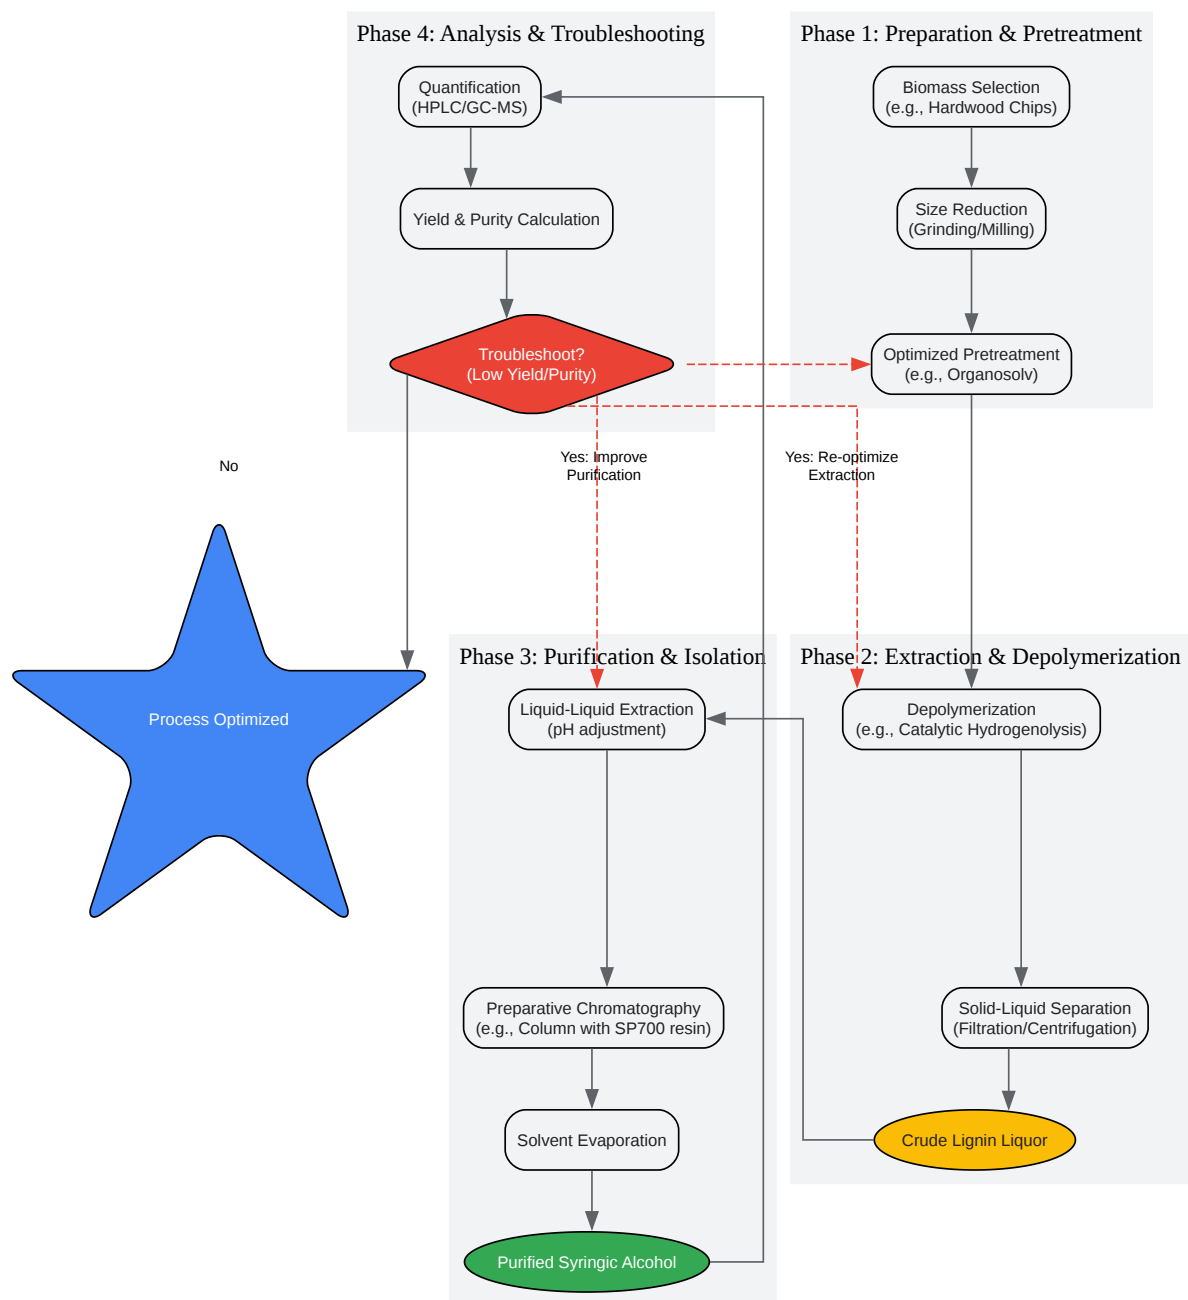 Phase 4: Analysis & Troubleshooting
Quantification
(HPLC/GC-MS)
Yield & Purity Calculation
Troubleshoot?
(Low Yield/Purity)
Phase 1: Preparation & Pretreatment
Biomass Selection
(e.g., Hardwood Chips)
Size Reduction
(Grinding/Milling)
Optimized Pretreatment
(e.g., Organosolv)
No
Yes: Improve
Purification
Yes: Re-optimize
Extraction
Process Optimized
Phase 3: Purification & Isolation
Liquid-Liquid Extraction
(pH adjustment)
Preparative Chromatography
(e.g., Column with SP700 resin)
Solvent Evaporation
Purified Syringic Alcohol
Phase 2: Extraction & Depolymerization
Depolymerization
(e.g., Catalytic Hydrogenolysis)
Solid-Liquid Separation
(Filtration/Centrifugation)
Crude Lignin Liquor